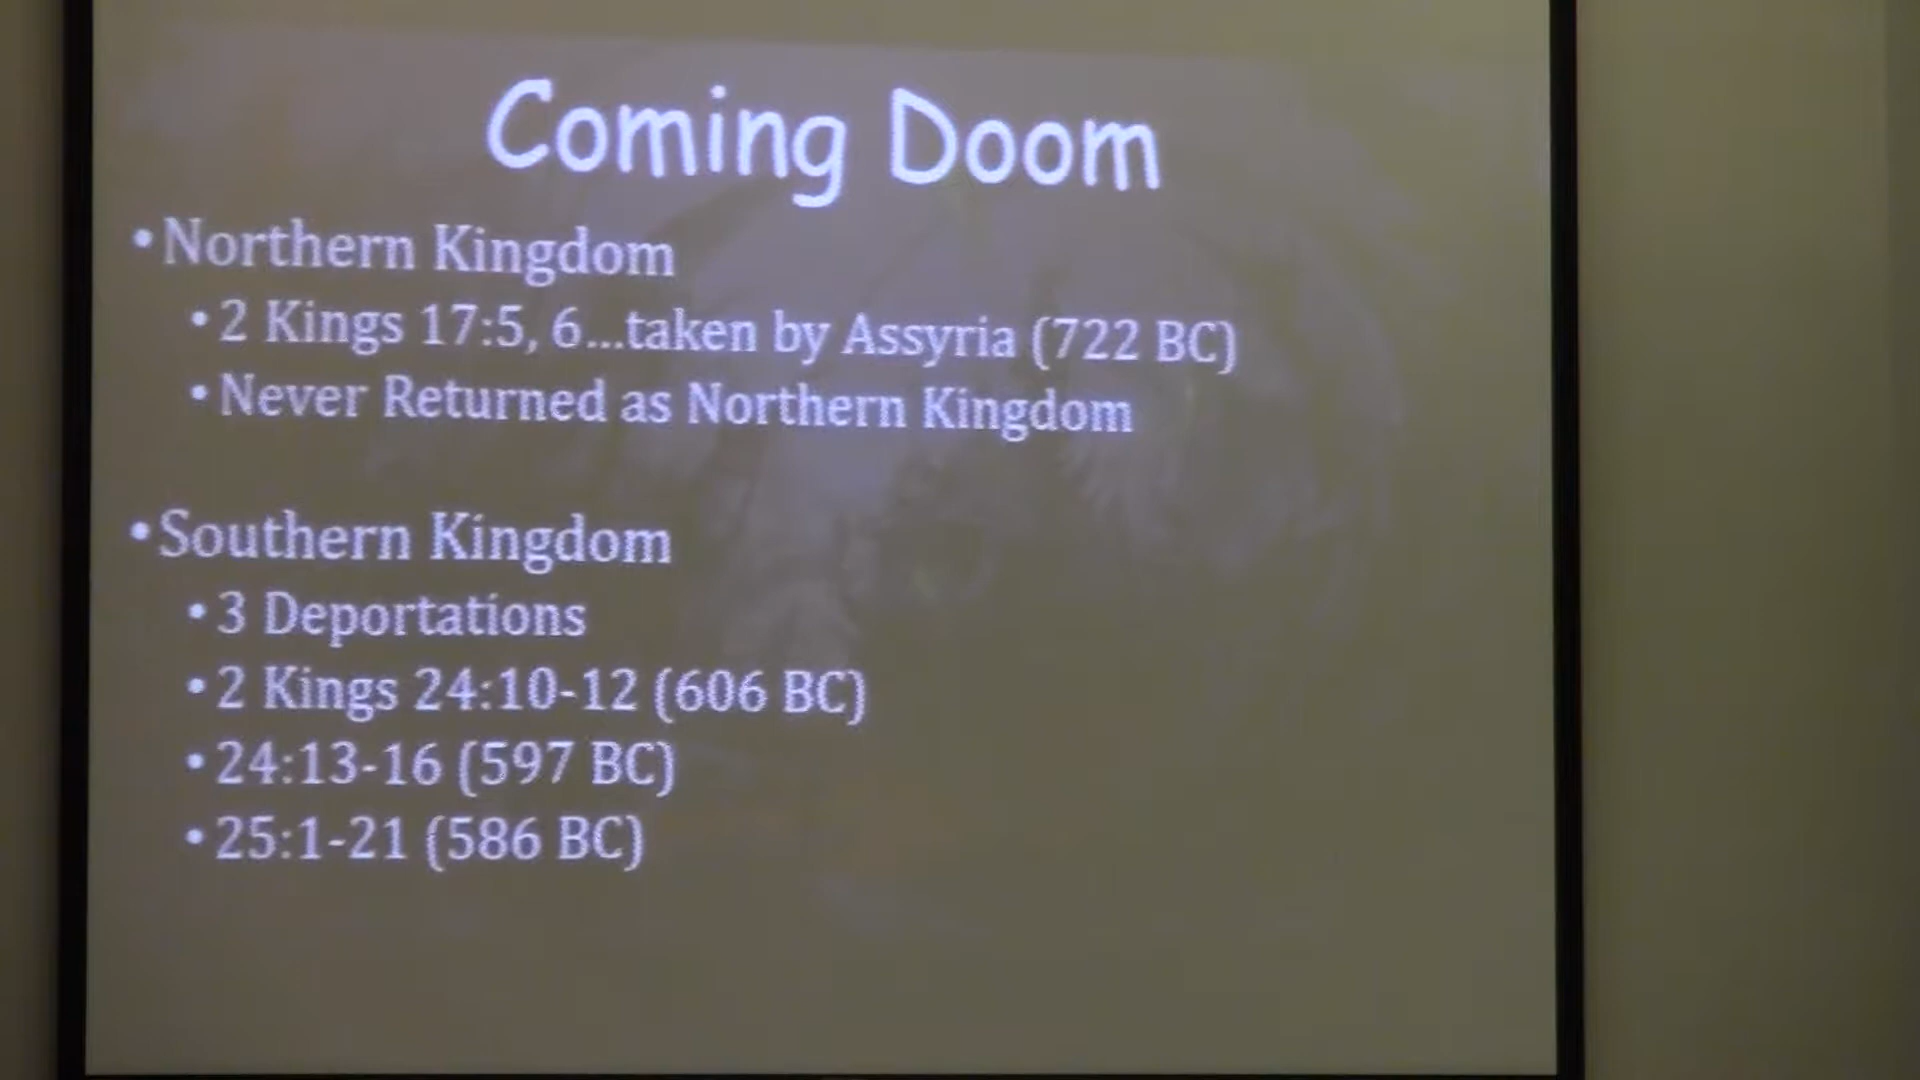 Coming Doom
•Northern Kingdom
•2 Kings 17:5, 6...taken by Assyria (722 BC)
•Never Returned as Northern Kingdom
•Southern Kingdom
•3 Deportations
•2 Kings 24:10-12 (606 BC)
•24:13-16 (597 BC)
•25:1-21 (586 BC)